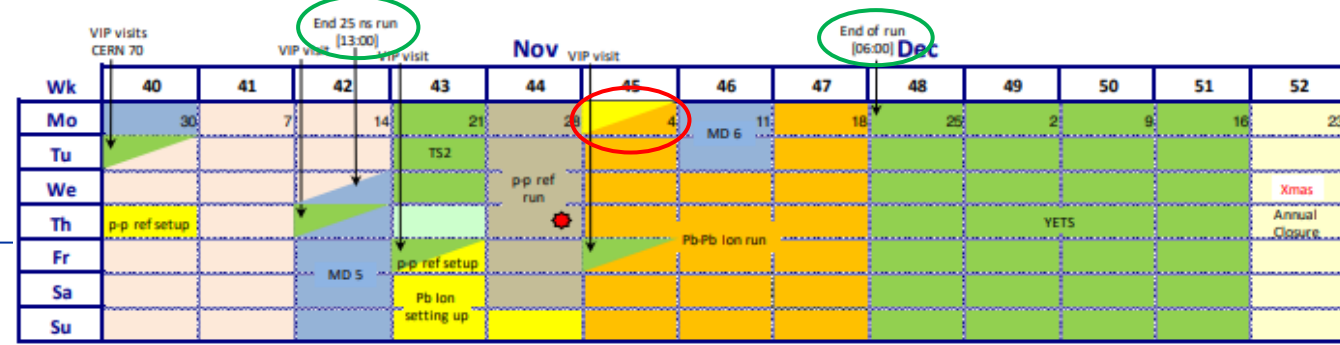 VIP visits
CERN 70
End 25 ns run
[13:00]
VIP visit
VIP visit
Nov
VIP visit
End of run
[06:00]
Dec
Wk 40 41 42 43 44 45 46 47 48 49 50 51 52
Mo 30 7 14 21 28 4 11 18 25 2 9 16 23
MD 6
Tu TS2
We p-p ref
run
Xmas
Th p-p ref setup
Pb-Pb Ion run
YETS
Annual
Closure
Fr MD 5
p-p ref setup
Sa Pb Ion
setting up
Su